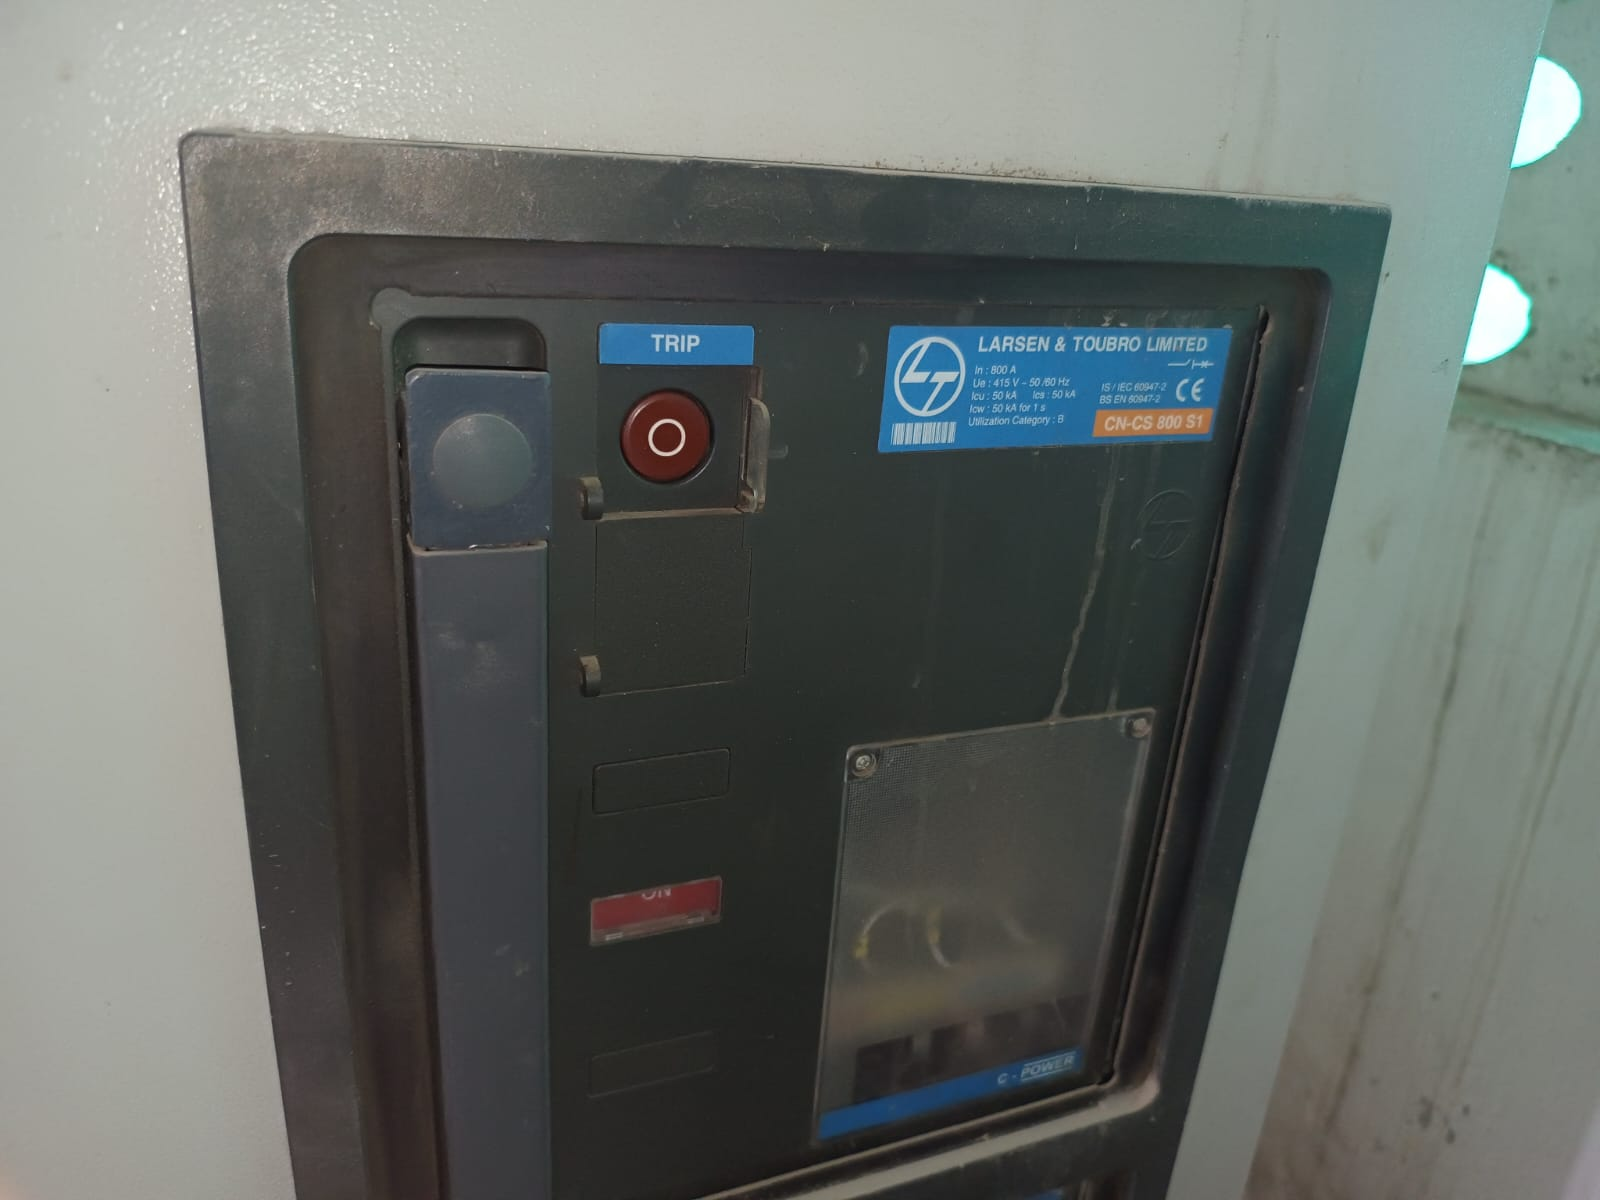 TRIP
LARSEN & TOUBRO LIMITED
In : 800 A
Ue : 415 V ~ 50 /60 Hz
Icu : 50 kA Ics : 50 kA
Icw : 50 kA for 1 s
Utilization Category : B
IS / IEC 60947-2
BS EN 60947-2
CE
CN-CS 800 S1
ON
C - POWER